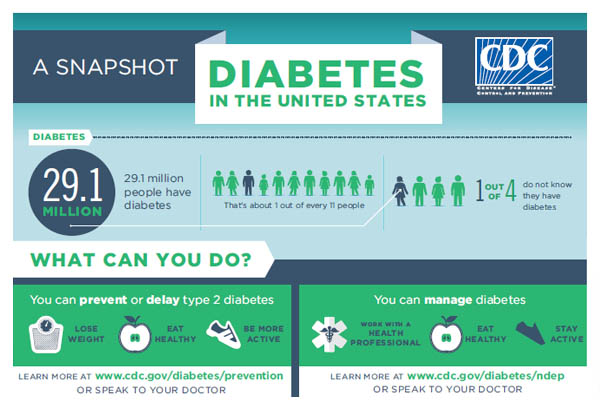 A SNAPSHOT
DIABETES
IN THE UNITED STATES
CDC
CENTERS FOR DISEASE
CONTROL AND PREVENTION
DIABETES
29.1
MILLION
29.1 million
people have
diabetes
That's about 1 out of every 11 people
1 OUT OF 4
do not know
they have
diabetes
WHAT CAN YOU DO?
You can prevent or delay type 2 diabetes
LOSE
WEIGHT
EAT
HEALTHY
BE MORE
ACTIVE
LEARN MORE AT www.cdc.gov/diabetes/prevention
OR SPEAK TO YOUR DOCTOR
You can manage diabetes
WORK WITH A
HEALTH
PROFESSIONAL
EAT
HEALTHY
STAY
ACTIVE
LEARN MORE AT www.cdc.gov/diabetes/ndep
OR SPEAK TO YOUR DOCTOR